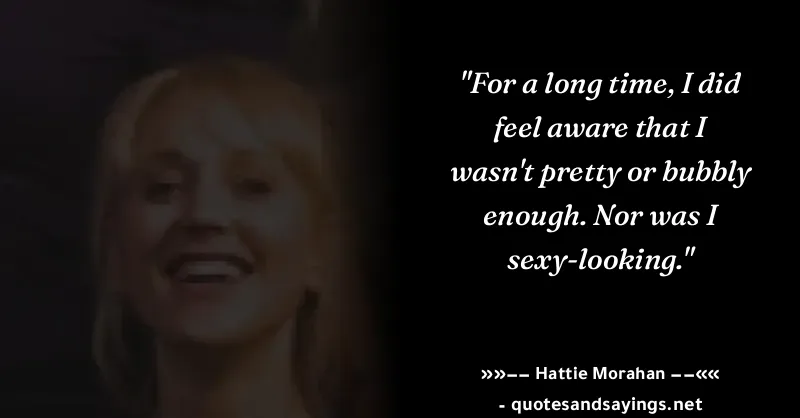 "For a long time, I did
feel aware that I
wasn't pretty or bubbly
enough. Nor was I
sexy-looking."
»»–– Hattie Morahan ––««
- quotesandsayings.net